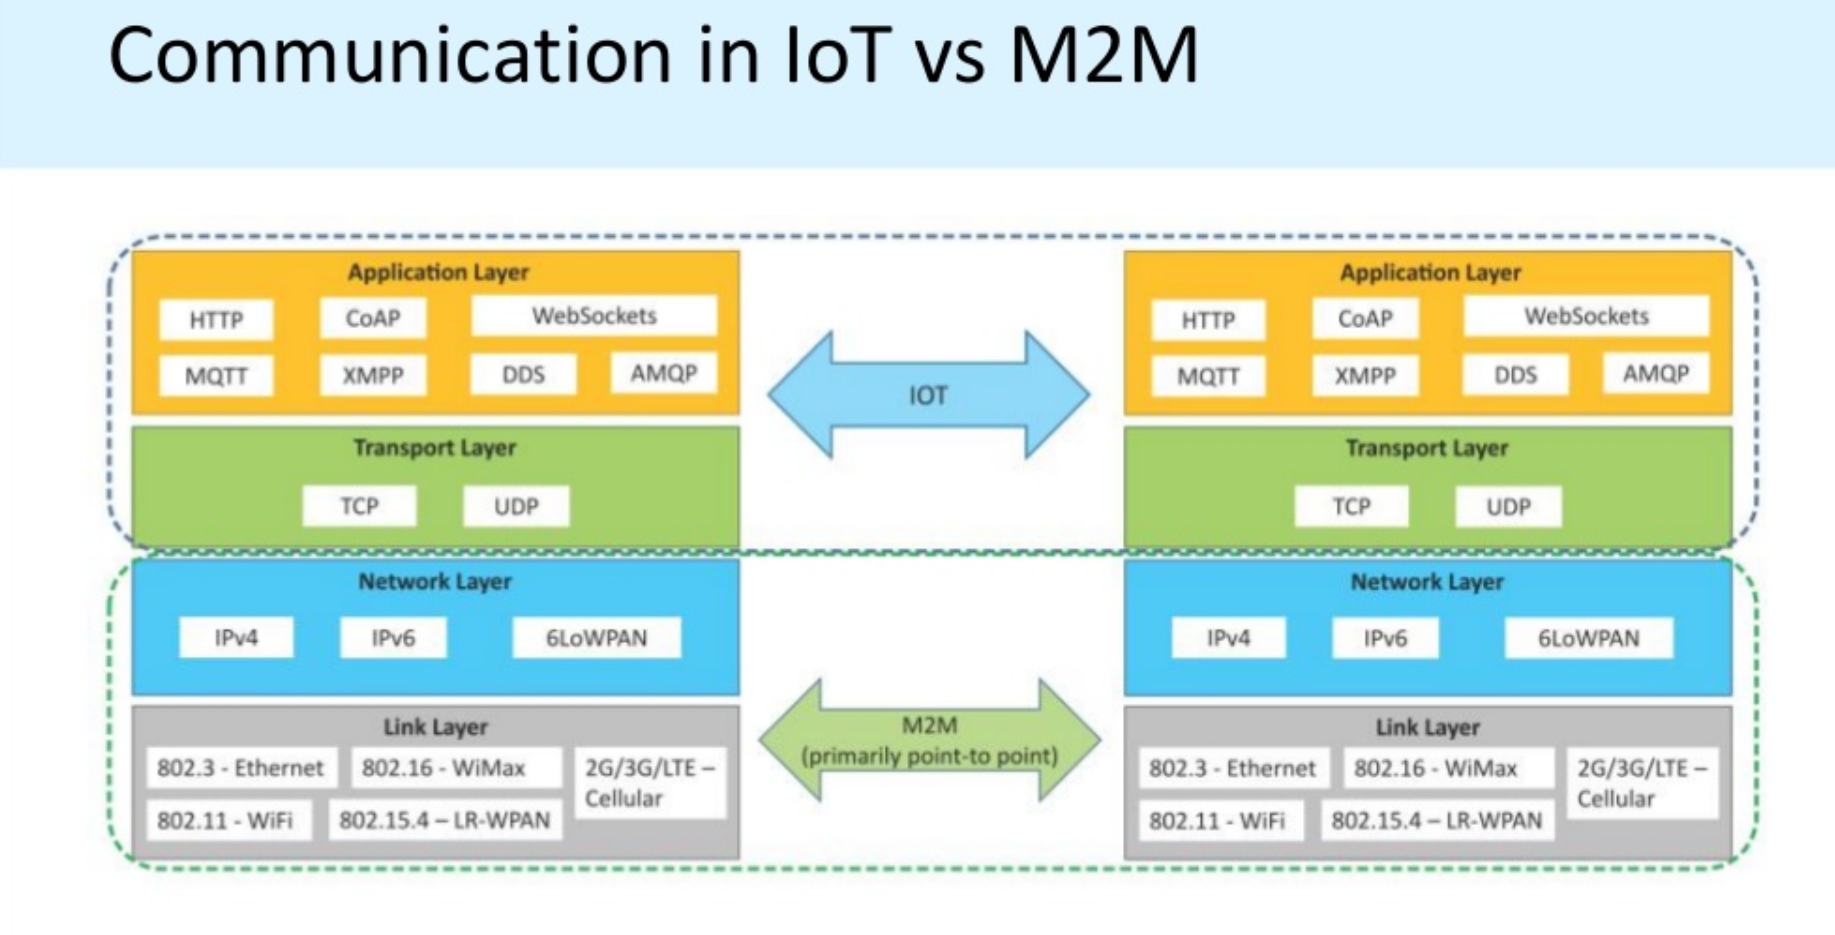 Communication in IoT vs M2M
Application Layer
HTTP
CoAP
WebSockets
MQTT
XMPP
DDS
AMQP
Transport Layer
TCP
UDP
Network Layer
IPv4
IPv6
6LoWPAN
Link Layer
802.3 - Ethernet
802.16 - WiMax
2G/3G/LTE –
Cellular
802.11 - WiFi
802.15.4 – LR-WPAN
IOT
M2M
(primarily point-to point)
Application Layer
HTTP
CoAP
WebSockets
MQTT
XMPP
DDS
AMQP
Transport Layer
TCP
UDP
Network Layer
IPv4
IPv6
6LoWPAN
Link Layer
802.3 - Ethernet
802.16 - WiMax
2G/3G/LTE –
Cellular
802.11 - WiFi
802.15.4 – LR-WPAN